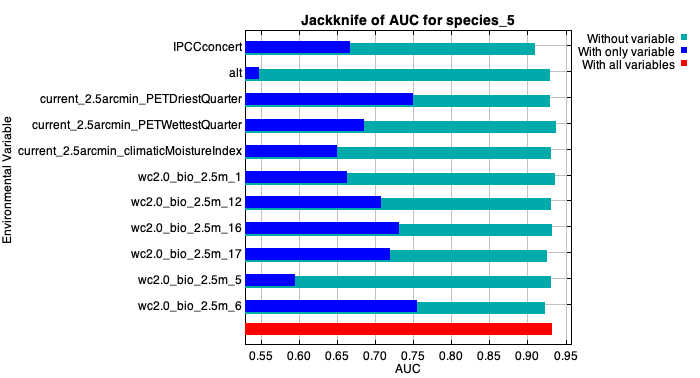 Jackknife of AUC for species_5
Without variable
With only variable
With all variables
Environmental Variable
IPCCconcert
alt
current_2.5arcmin_PETDriestQuarter
current_2.5arcmin_PETWettestQuarter
current_2.5arcmin_climaticMoistureIndex
wc2.0_bio_2.5m_1
wc2.0_bio_2.5m_12
wc2.0_bio_2.5m_16
wc2.0_bio_2.5m_17
wc2.0_bio_2.5m_5
wc2.0_bio_2.5m_6
0.55 0.60 0.65 0.70 0.75 0.80 0.85 0.90 0.95
AUC